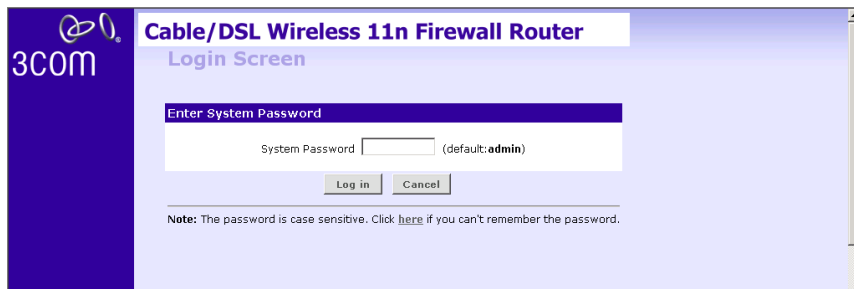 3COM
Cable/DSL Wireless 11n Firewall Router
Login Screen
Enter System Password
System Password (default:admin)
Log in Cancel
Note: The password is case sensitive. Click here if you can't remember the password.